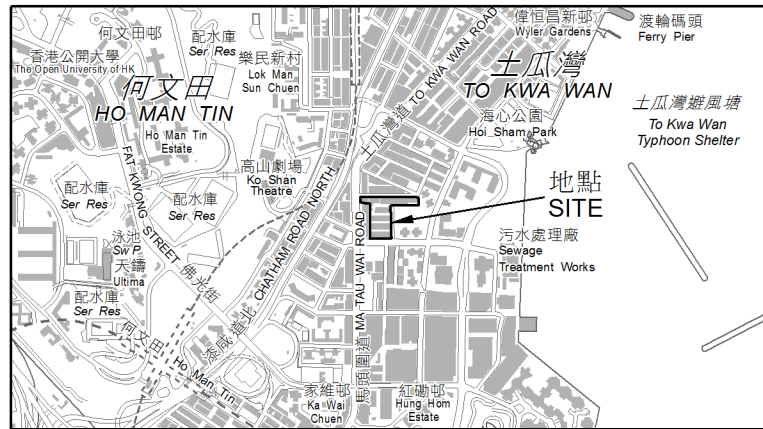 何文田邨
配水庫
Ser Res
香港公開大學
The Open University of HK
何文田
HO MAN TIN
Ho Man Tin
Estate
樂民新村
Lok Man
Sun Chuen
土瓜灣道 TO KWA WAN ROAD
偉恒昌新邨
Wyler Gardens
渡輪碼頭
Ferry Pier
土瓜灣
TO KWA WAN
海心公園
Hoi Sham Park
土瓜灣避風塘
To Kwa Wan
Typhoon Shelter
高山劇場
Ko Shan
Theatre
地點
SITE
配水庫
Ser Res
配水庫
Ser Res
FAT KWONG STREET 佛光街
泳池
Sw P
天鑄
Ultima
配水庫
Ser Res
漆咸道北 CHATHAM ROAD NORTH
馬頭圍道 MA TAU WAI ROAD
污水處理廠
Sewage
Treatment Works
何文田 Ho Man Tin
家維邨
Ka Wai
Chuen
紅磡邨
Hung Hom
Estate